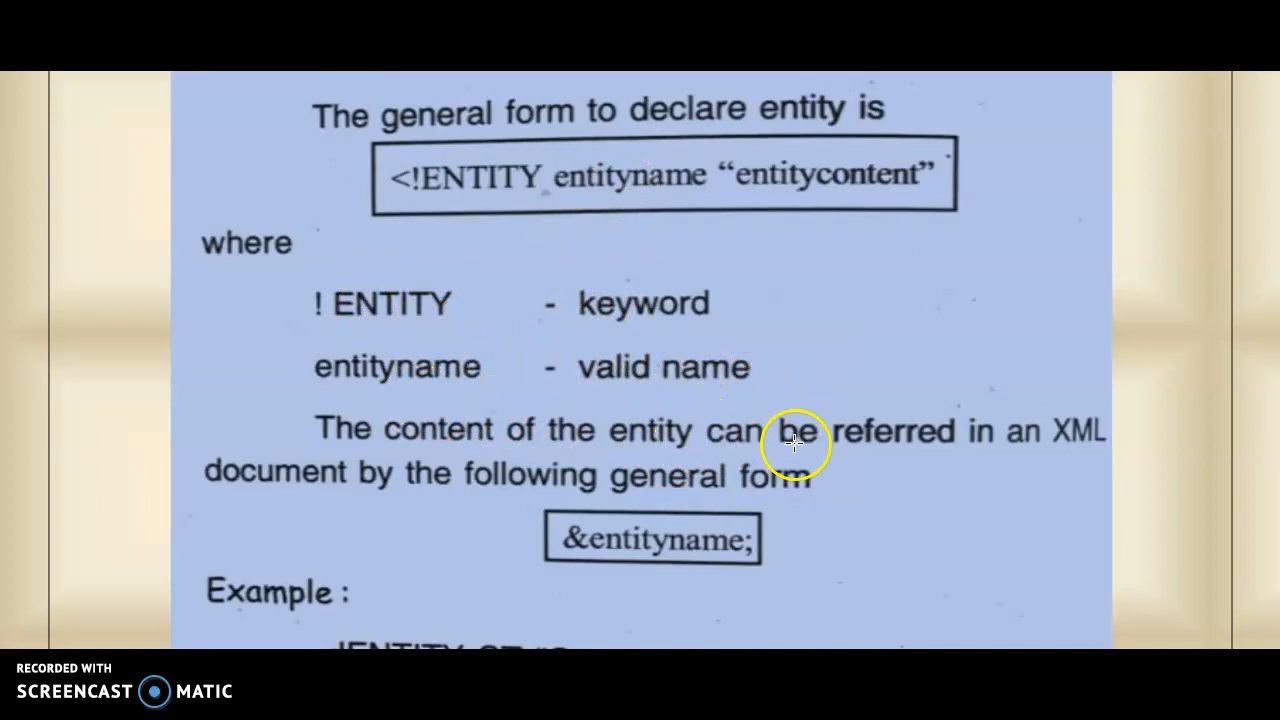 The general form to declare entity is
<!ENTITY entityname “entitycontent”
where
! ENTITY - keyword
entityname - valid name
The content of the entity can be referred in an XML
document by the following general form
&entityname;
Example :
RECORDED WITH
SCREENCAST MATIC